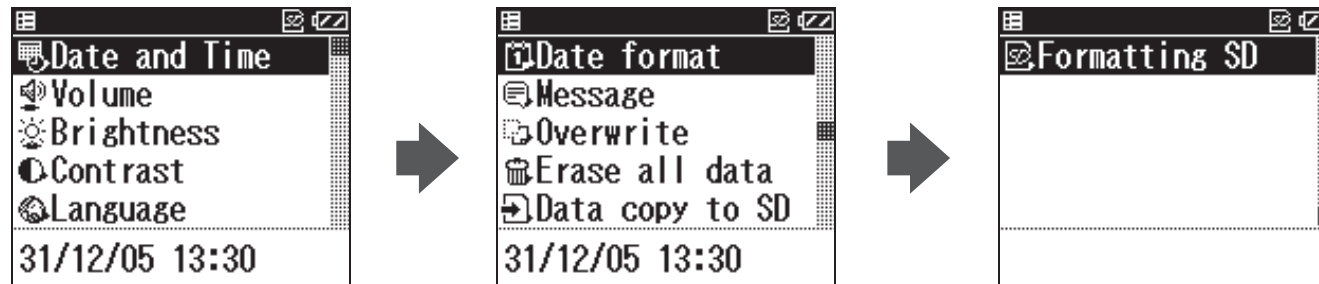 Date and Time
Volume
Brightness
Contrast
Language
31/12/05 13:30
Date format
Message
Overwrite
Erase all data
Data copy to SD
31/12/05 13:30
Formatting SD